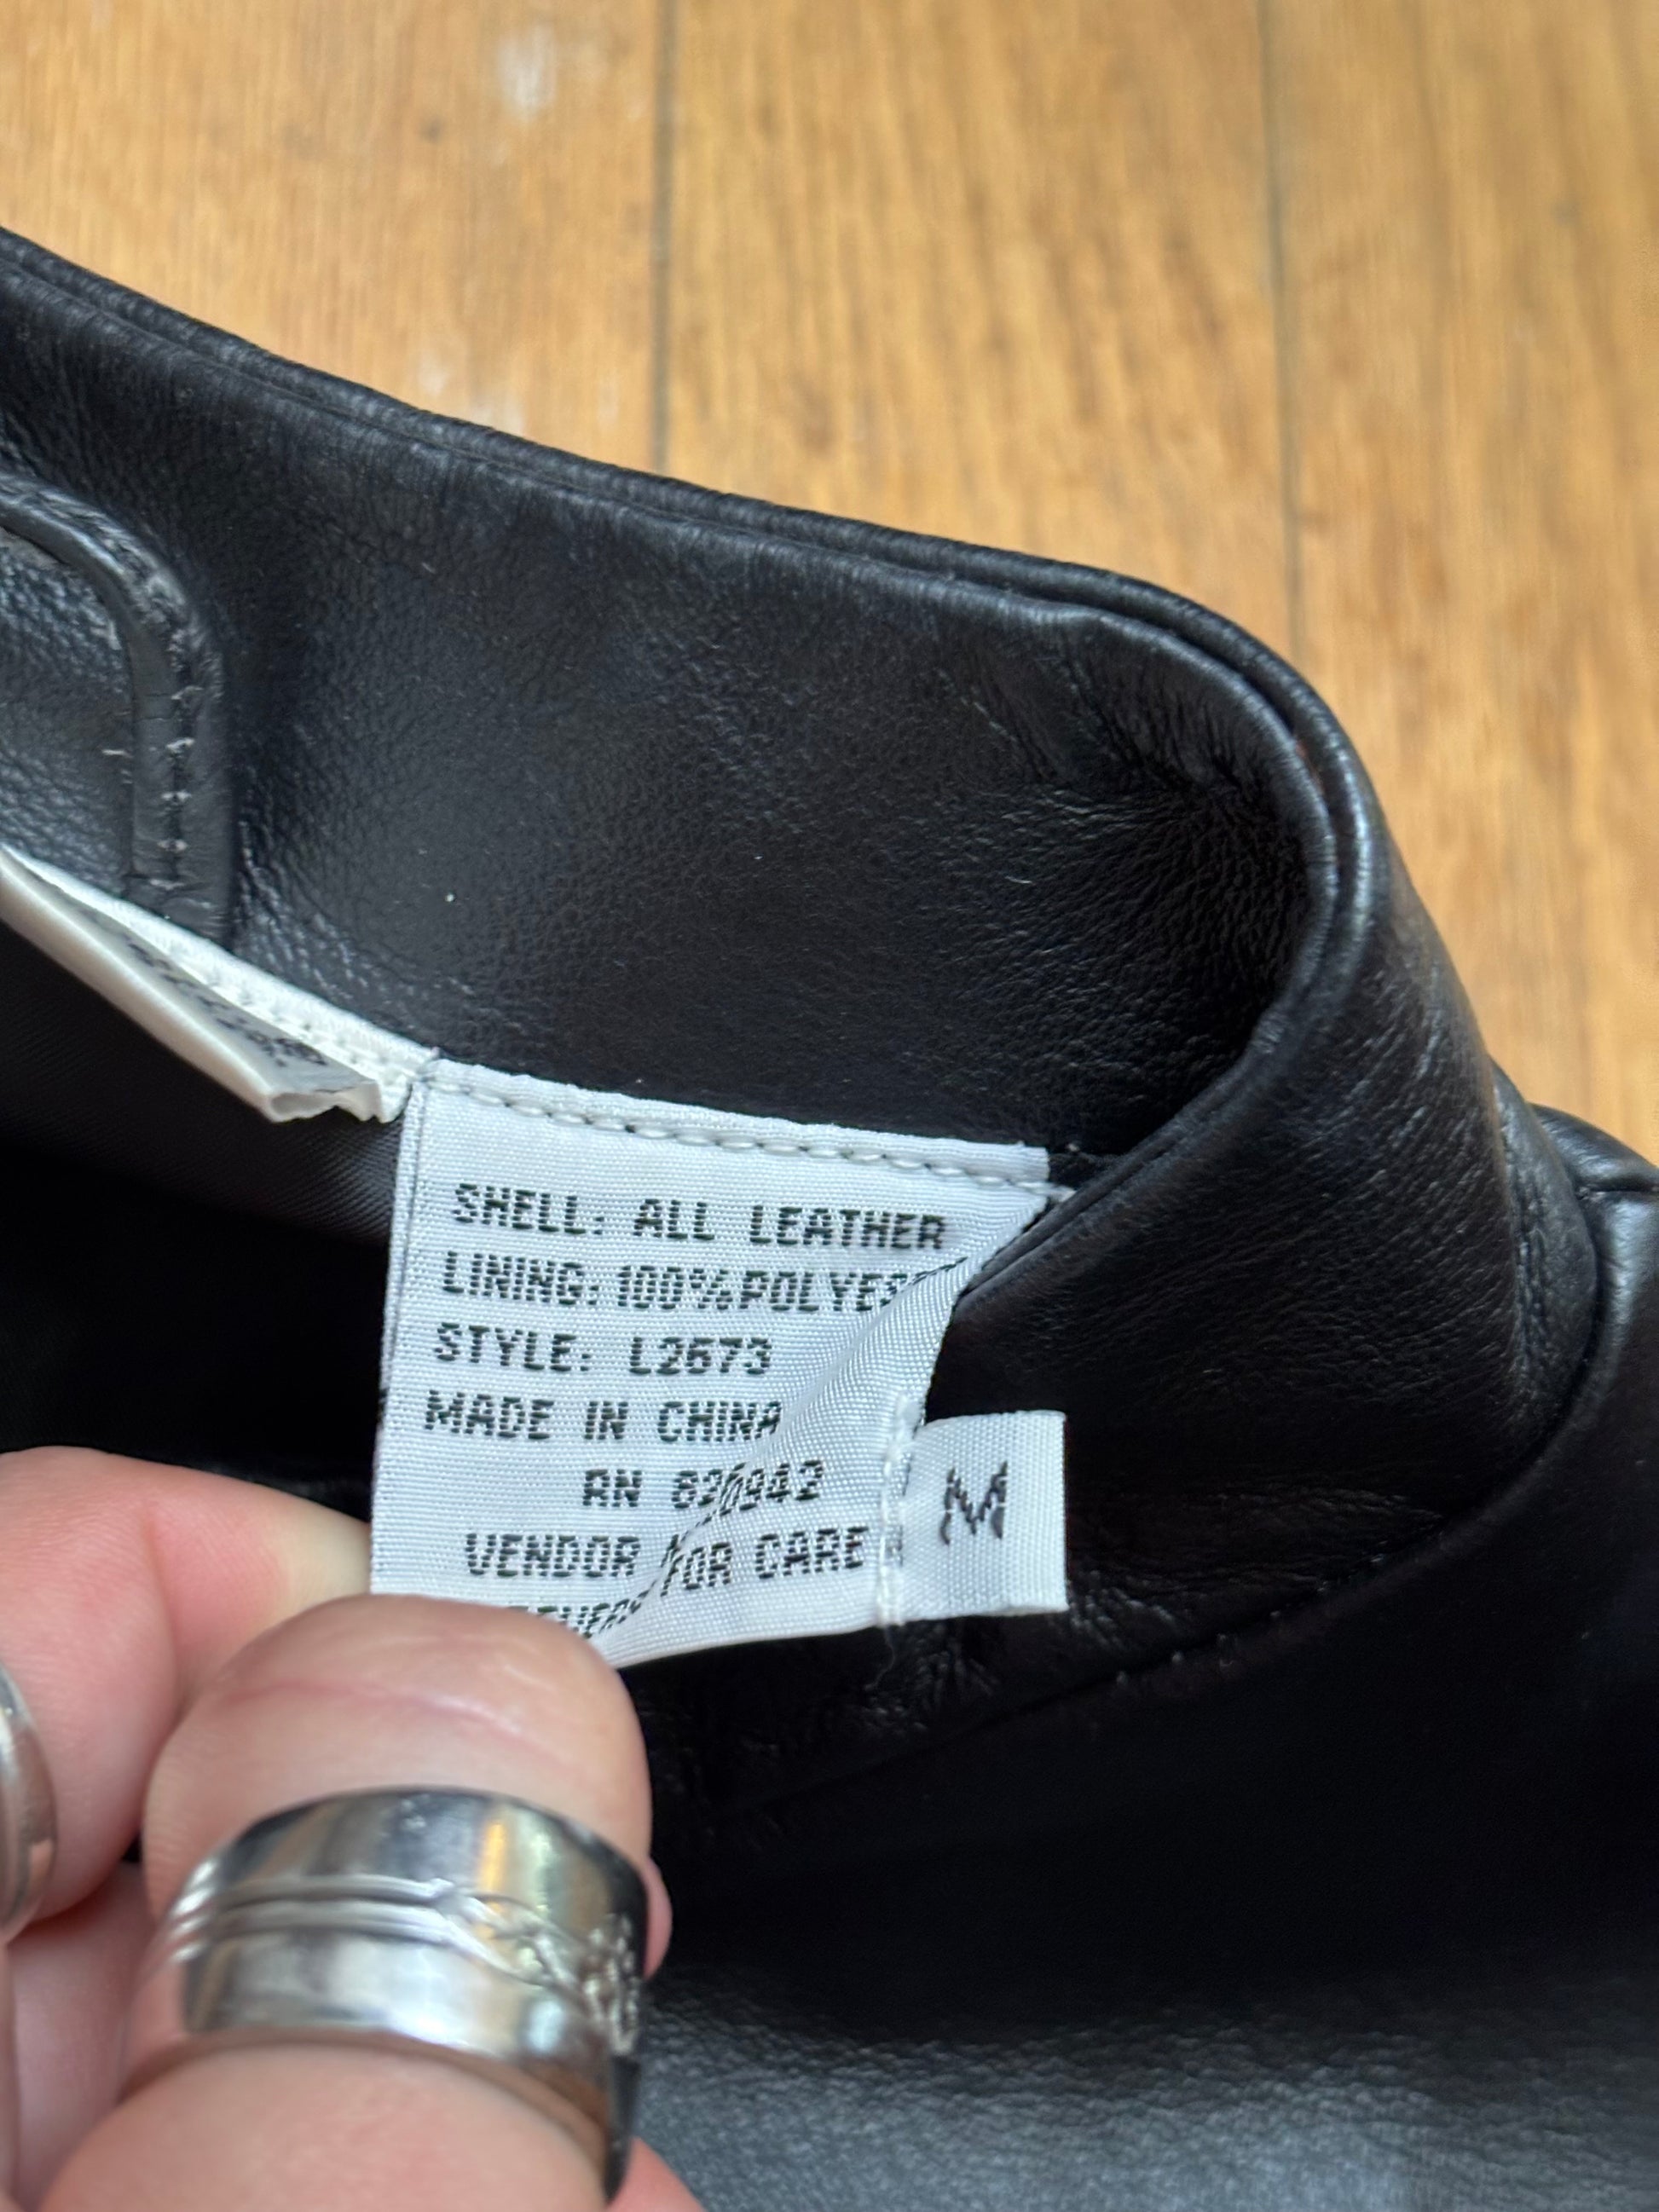 SHELL: ALL LEATHER
LINING: 100% POLYES
STYLE: L2673
MADE IN CHINA
RN
VENDOR FOR CARE
M